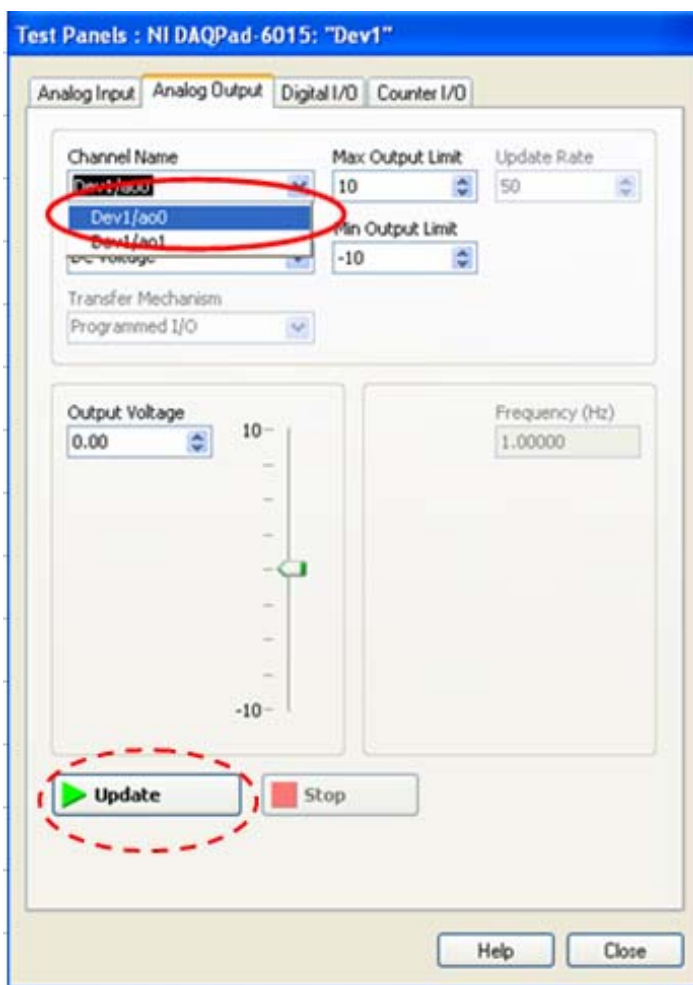 Test Panels : NI DAQPad-6015: "Dev1"
Analog Input Analog Output Digital I/O Counter I/O
Channel Name Max Output Limit Update Rate
Dev1/ao0 10 50
Dev1/ao0
Dev1/ao1 Min Output Limit
DC Voltage -10
Transfer Mechanism
Programmed I/O
Output Voltage Frequency (Hz)
0.00 10 1.00000
-10
Update Stop
Help Close